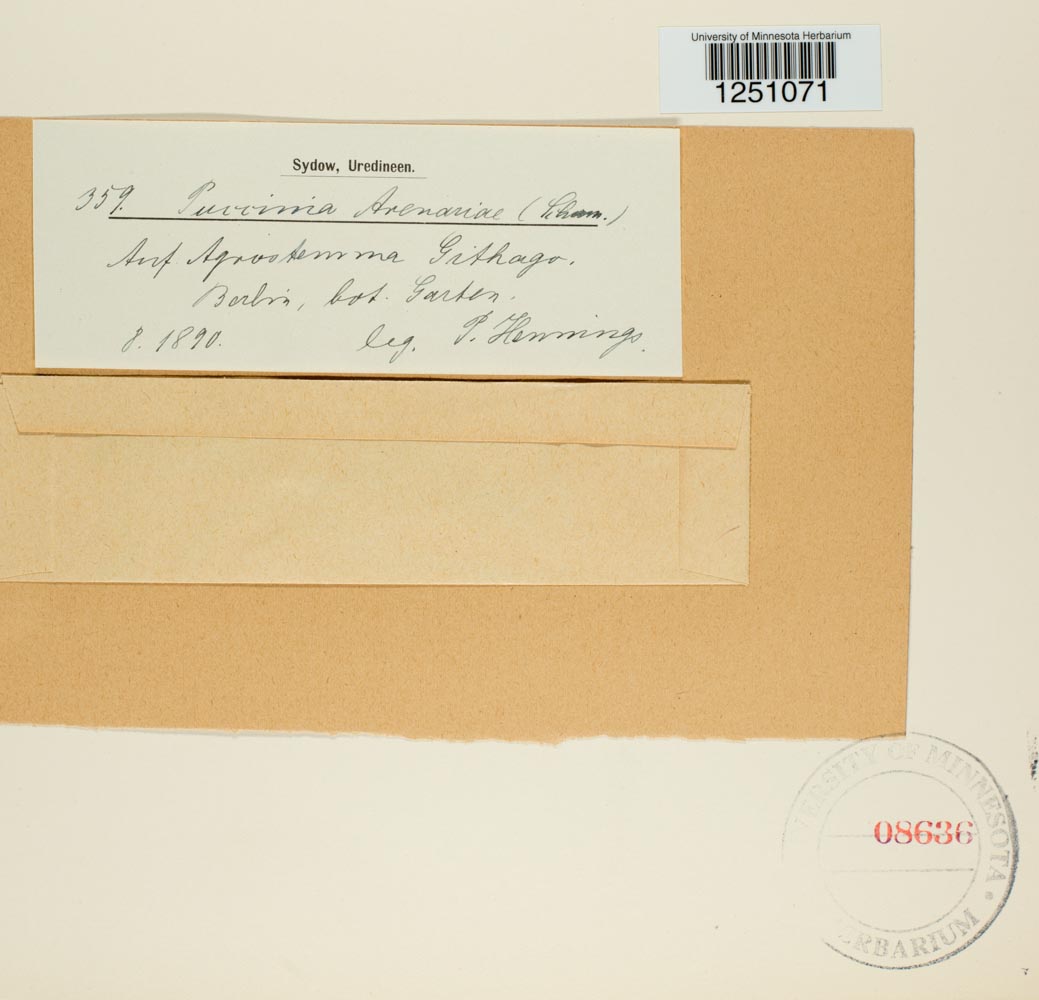 University of Minnesota Herbarium
1251071
Sydow, Uredineen.
359. Puccinia Arenariae (Schum.)
Auf Agrostemma Githago.
Berlin, bot. Garten.
8. 1890. leg. P. Hennings.
UNIVERSITY OF MINNESOTA • HERBARIUM
08636